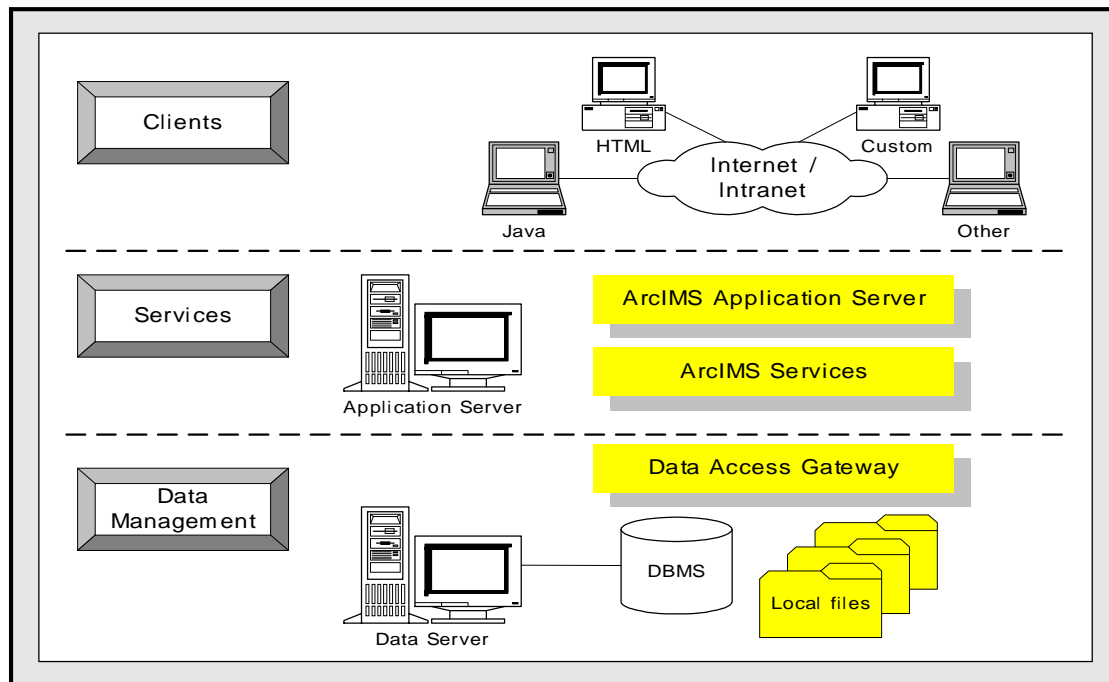 Clients
HTML
Custom
Internet /
Intranet
Java
Other
Services
ArcIMS Application Server
ArcIMS Services
Application Server
Data
Management
Data Access Gateway
DBMS
Local files
Data Server